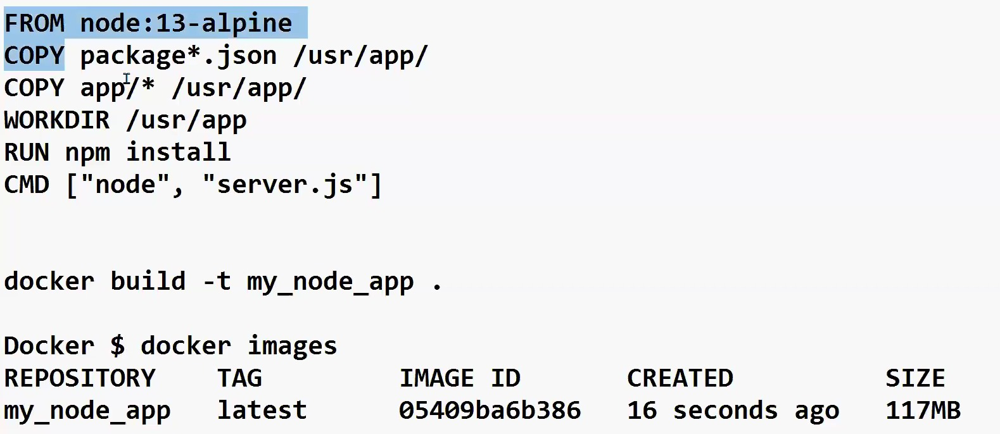 FROM node:13-alpine
COPY package*.json /usr/app/
COPY app/* /usr/app/
WORKDIR /usr/app
RUN npm install
CMD ["node", "server.js"]
docker build -t my_node_app .
Docker $ docker images
REPOSITORY TAG IMAGE ID CREATED SIZE
my_node_app latest 05409ba6b386 16 seconds ago 117MB